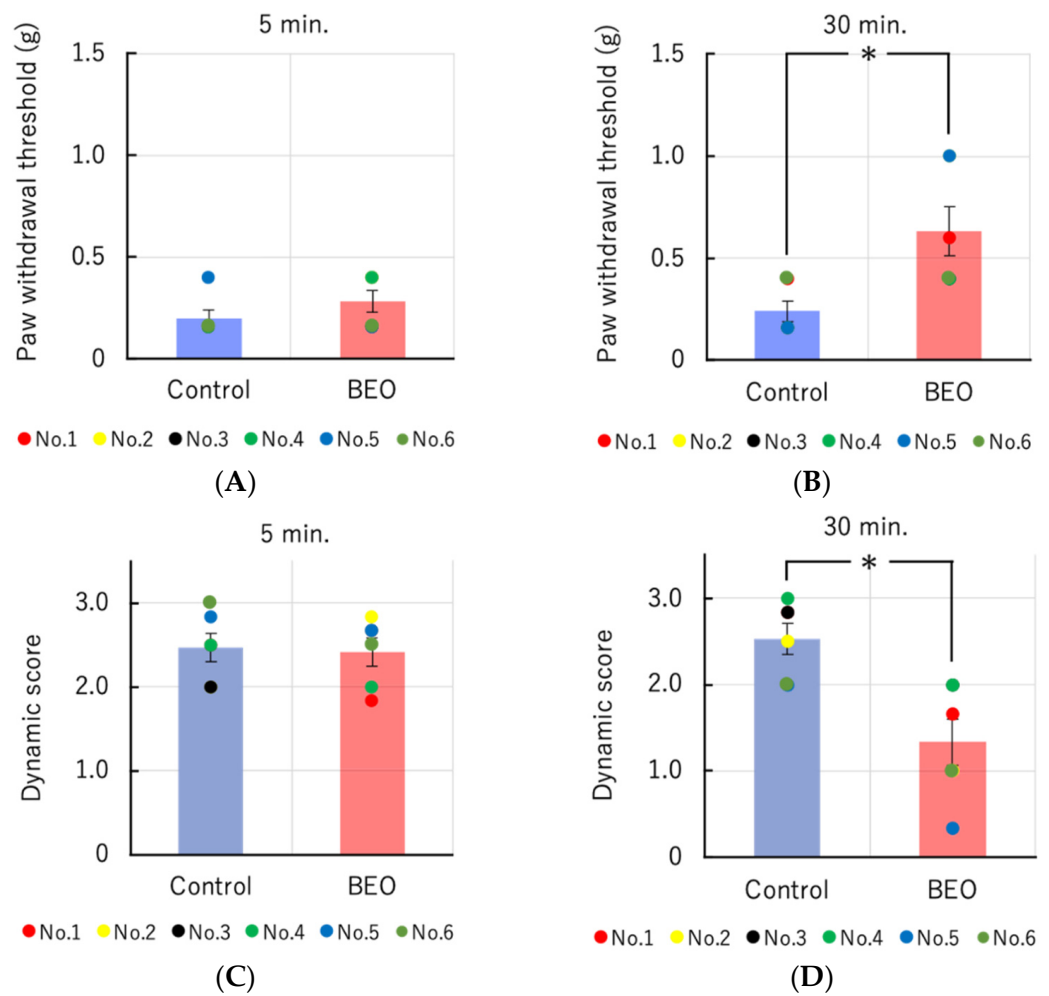 5 min.
Paw withdrawal threshold (g)
1.5
1.0
0.5
0
Control BEO
No.1 No.2 No.3 No.4 No.5 No.6
(A)
30 min.
Paw withdrawal threshold (g)
1.5
1.0
0.5
0
*
Control BEO
No.1 No.2 No.3 No.4 No.5 No.6
(B)
5 min.
Dynamic score
3.0
2.0
1.0
0
Control BEO
No.1 No.2 No.3 No.4 No.5 No.6
(C)
30 min.
Dynamic score
3.0
2.0
1.0
0
*
Control BEO
No.1 No.2 No.3 No.4 No.5 No.6
(D)